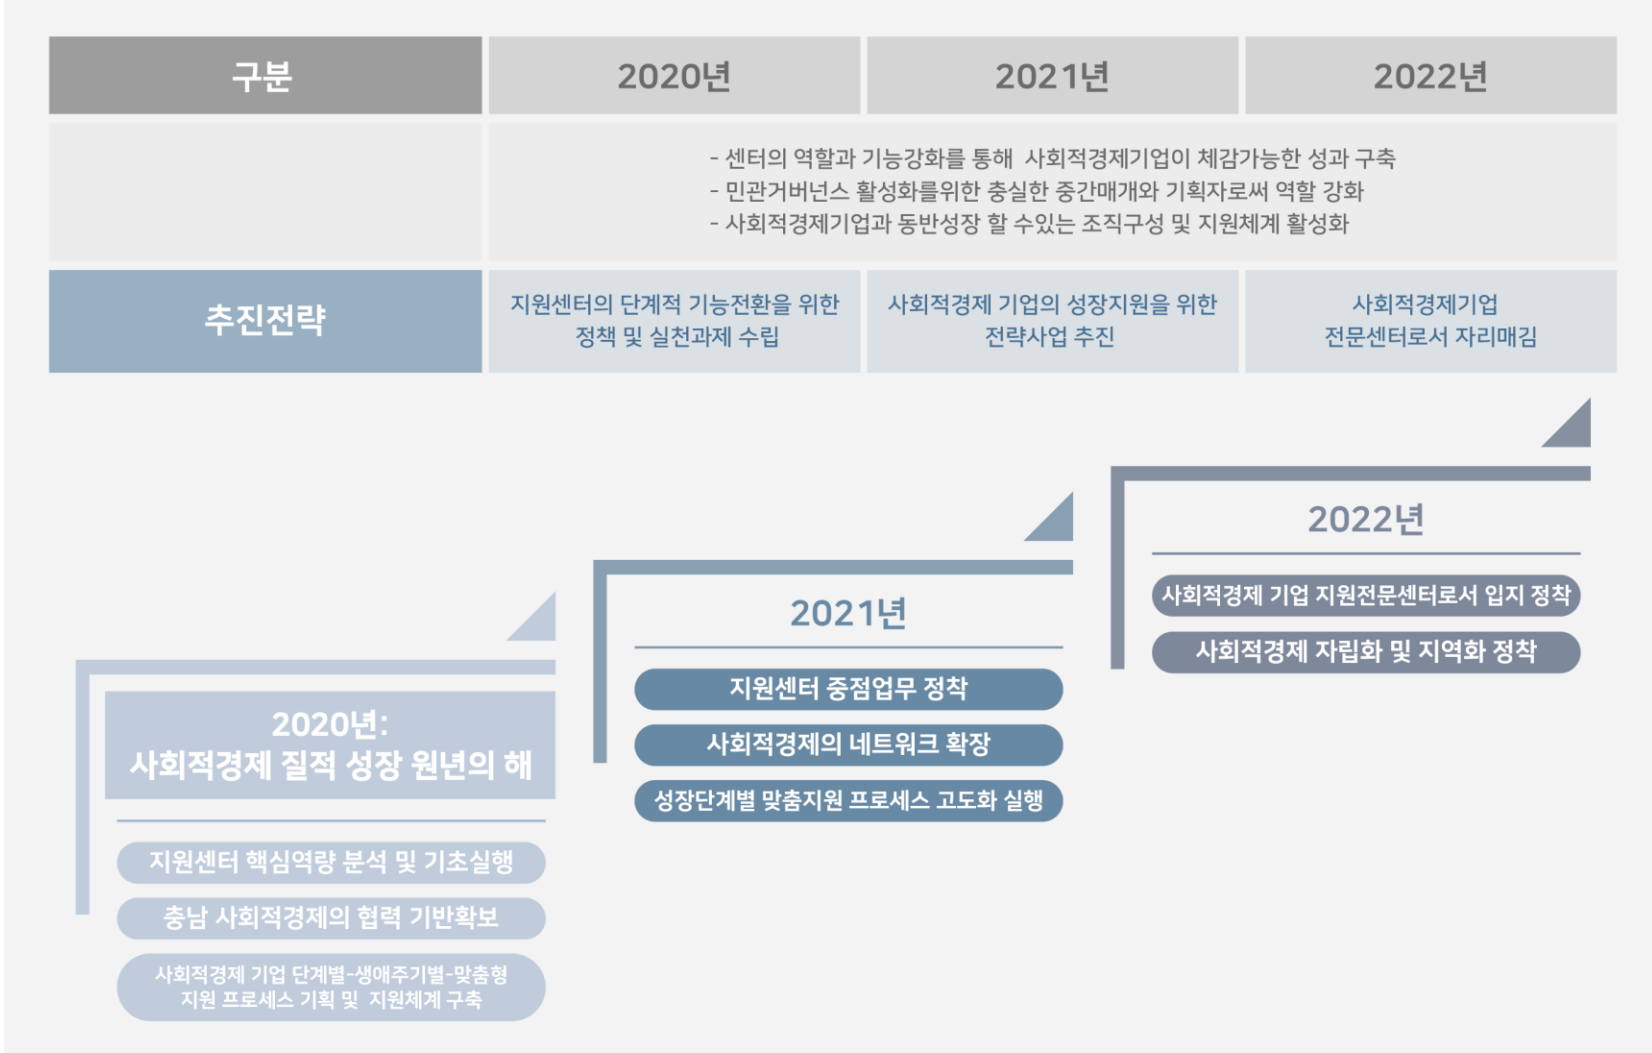 구분
2020년
2021년
2022년
- 센터의 역할과 기능강화를 통해 사회적경제기업이 체감가능한 성과 구축
- 민관거버넌스 활성화를위한 충실한 중간매개와 기획자로써 역할 강화
- 사회적경제기업과 동반성장 할 수있는 조직구성 및 지원체계 활성화
추진전략
지원센터의 단계적 기능전환을 위한
정책 및 실천과제 수립
사회적경제 기업의 성장지원을 위한
전략사업 추진
사회적경제기업
전문센터로서 자리매김
2020년:
사회적경제 질적 성장 원년의 해
지원센터 핵심역량 분석 및 기초실행
충남 사회적경제의 협력 기반확보
사회적경제 기업 단계별-생애주기별-맞춤형
지원 프로세스 기획 및 지원체계 구축
2021년
지원센터 중점업무 정착
사회적경제의 네트워크 확장
성장단계별 맞춤지원 프로세스 고도화 실행
2022년
사회적경제 기업 지원전문센터로서 입지 정착
사회적경제 자립화 및 지역화 정착